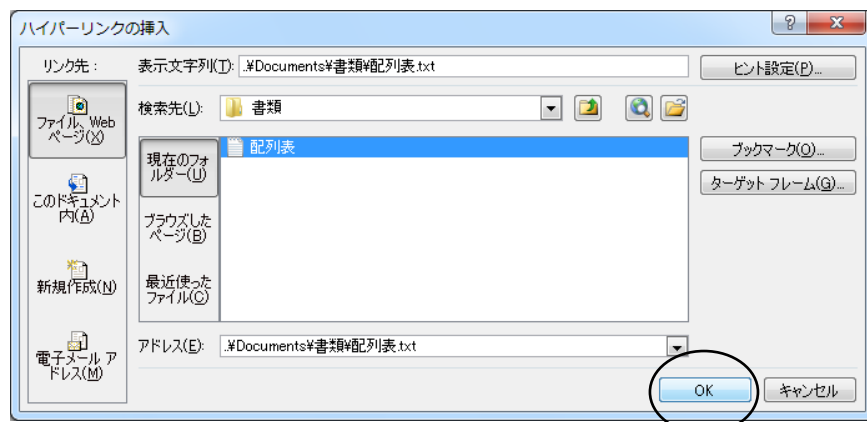 ハイパーリンクの挿入
リンク先：
表示文字列(T): .¥Documents¥書類¥配列表.txt
ヒント設定(P)...
ファイル、Web
ページ(X)
検索先(L): 書類
このドキュメント
内(A)
新規作成(N)
電子メール ア
ドレス(M)
現在のフォ
ルダー(U)
ブラウズした
ページ(B)
最近使った
ファイル(C)
配列表
ブックマーク(O)...
ターゲット フレーム(G)...
アドレス(E): .¥Documents¥書類¥配列表.txt
OK
キャンセル